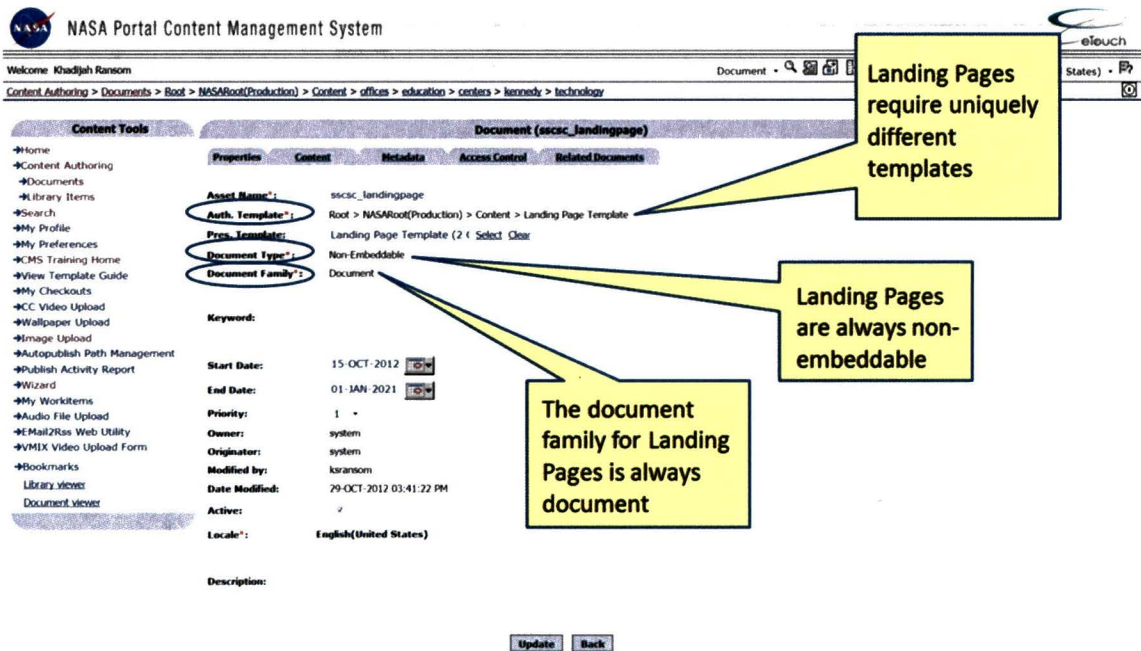 NASA
NASA Portal Content Management System
eTouch
Welcome Khadijah Ransom
Document
States)
Content Authoring > Documents > Root > NASARoot(Production) > Content > offices > education > centers > kennedy > technology
Content Tools
Home
Content Authoring
Documents
Library Items
Search
My Profile
My Preferences
CMS Training Home
View Template Guide
My Checkouts
CC Video Upload
Wallpaper Upload
Image Upload
Autopublish Path Management
Publish Activity Report
Wizard
My Workitems
Audio File Upload
EMail2Rss Web Utility
VMIX Video Upload Form
Bookmarks
Library viewer
Document viewer
Document (sscsc_landingpage)
Properties Content Metadata Access Control Related Documents
Asset Name*: sscsc_landingpage
Auth. Template*: Root > NASARoot(Production) > Content > Landing Page Template
Pres. Template: Landing Page Template (2 ( Select Clear
Document Type*: Non-Embeddable
Document Family*: Document
Keyword:
Start Date: 15-OCT-2012
End Date: 01-JAN-2021
Priority: 1
Owner: system
Originator: system
Modified by: ksransom
Date Modified: 29-OCT-2012 03:41:22 PM
Active:
Locale*: English(United States)
Description:
Update Back
Landing Pages
require uniquely
different
templates
Landing Pages
are always non-
embeddable
The document
family for Landing
Pages is always
document